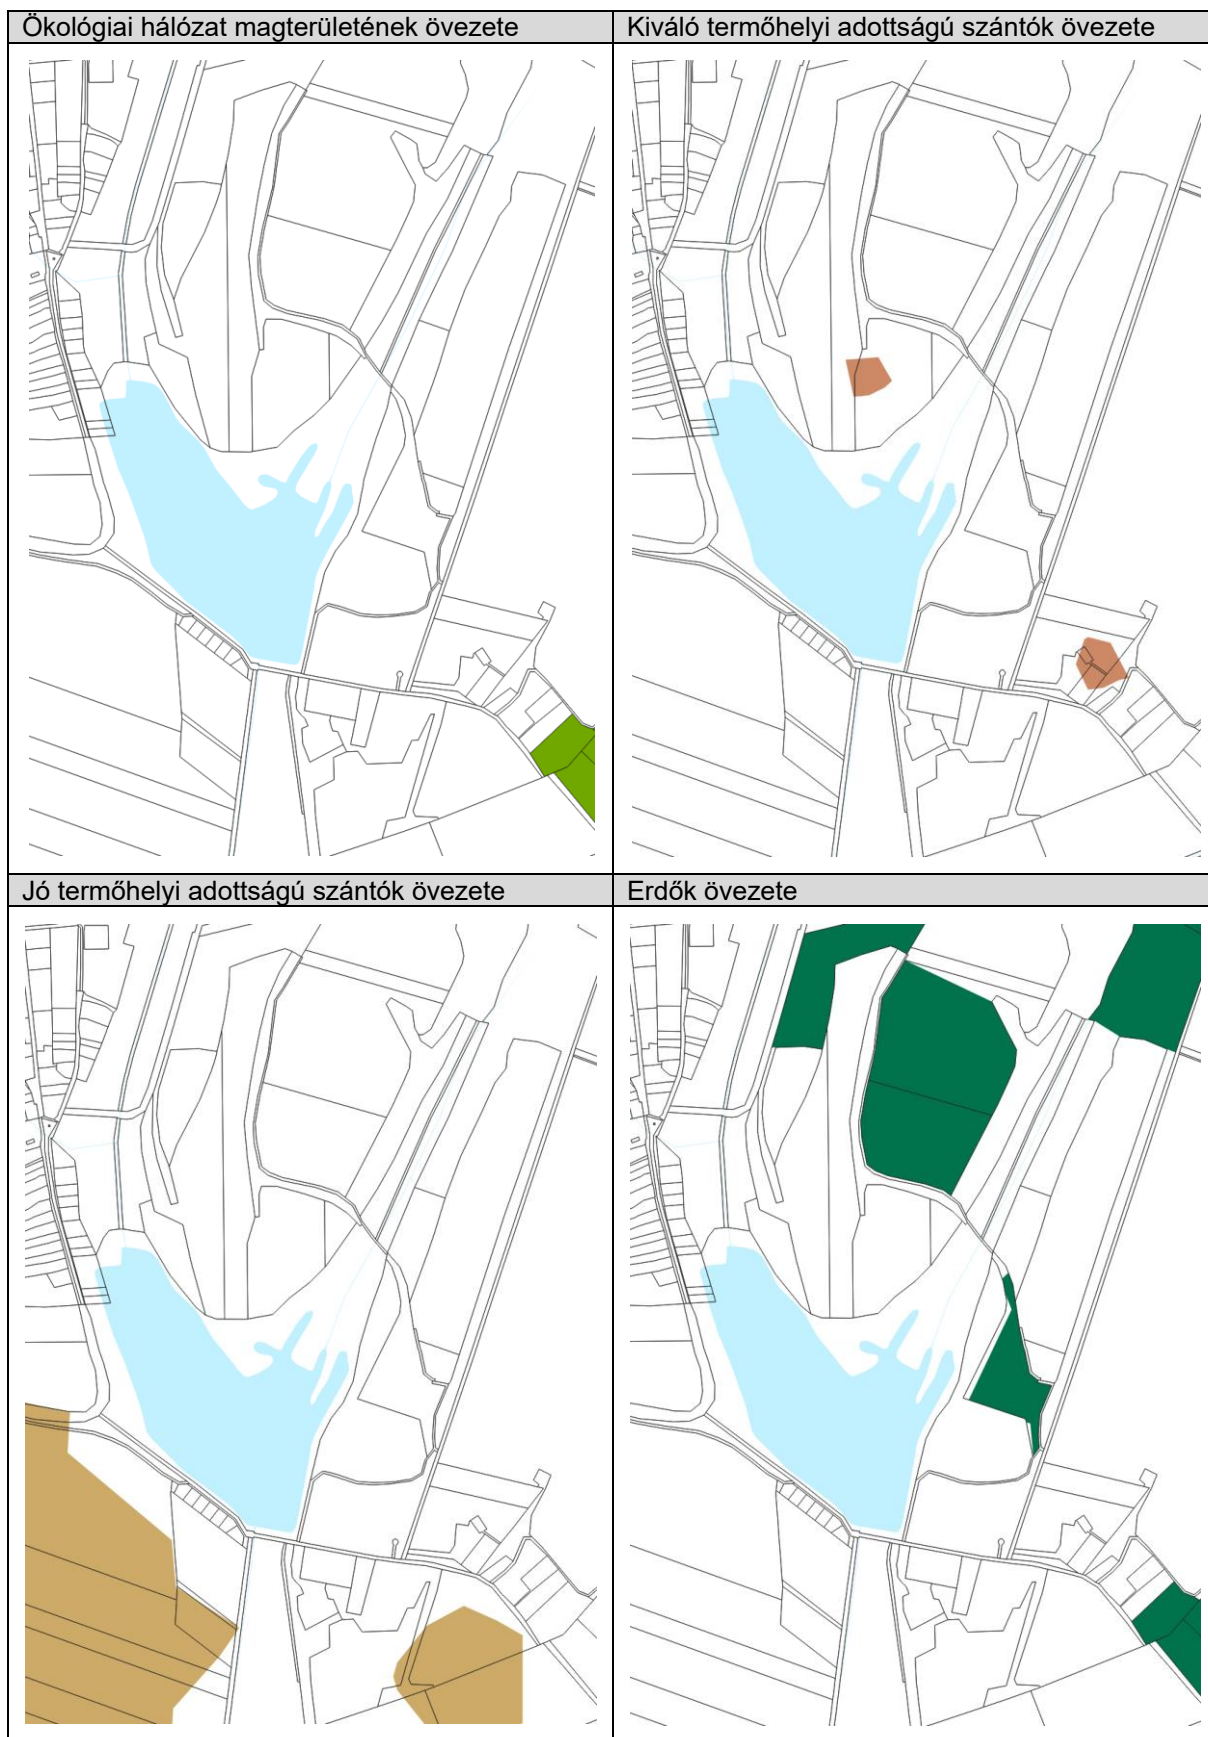 Ökológiai hálózat magterületének övezete
Kiváló termőhelyi adottságú szántók övezete
Jó termőhelyi adottságú szántók övezete
Erdők övezete